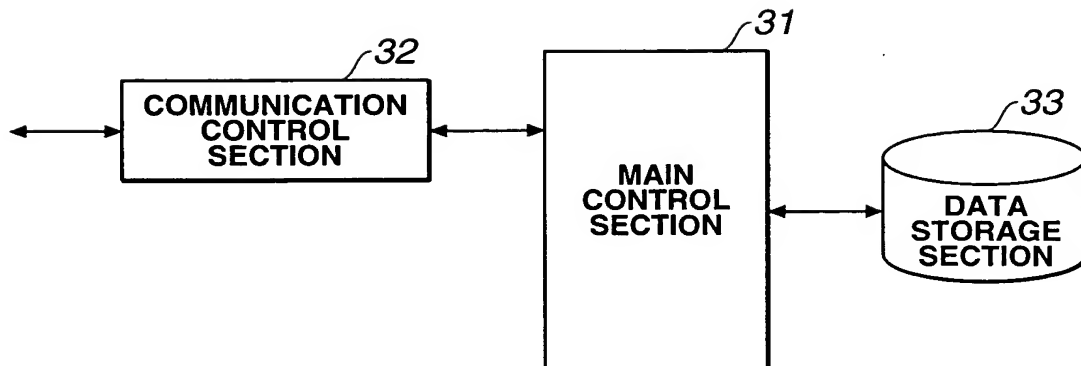 32
COMMUNICATION
CONTROL
SECTION
31
MAIN
CONTROL
SECTION
33
DATA
STORAGE
SECTION